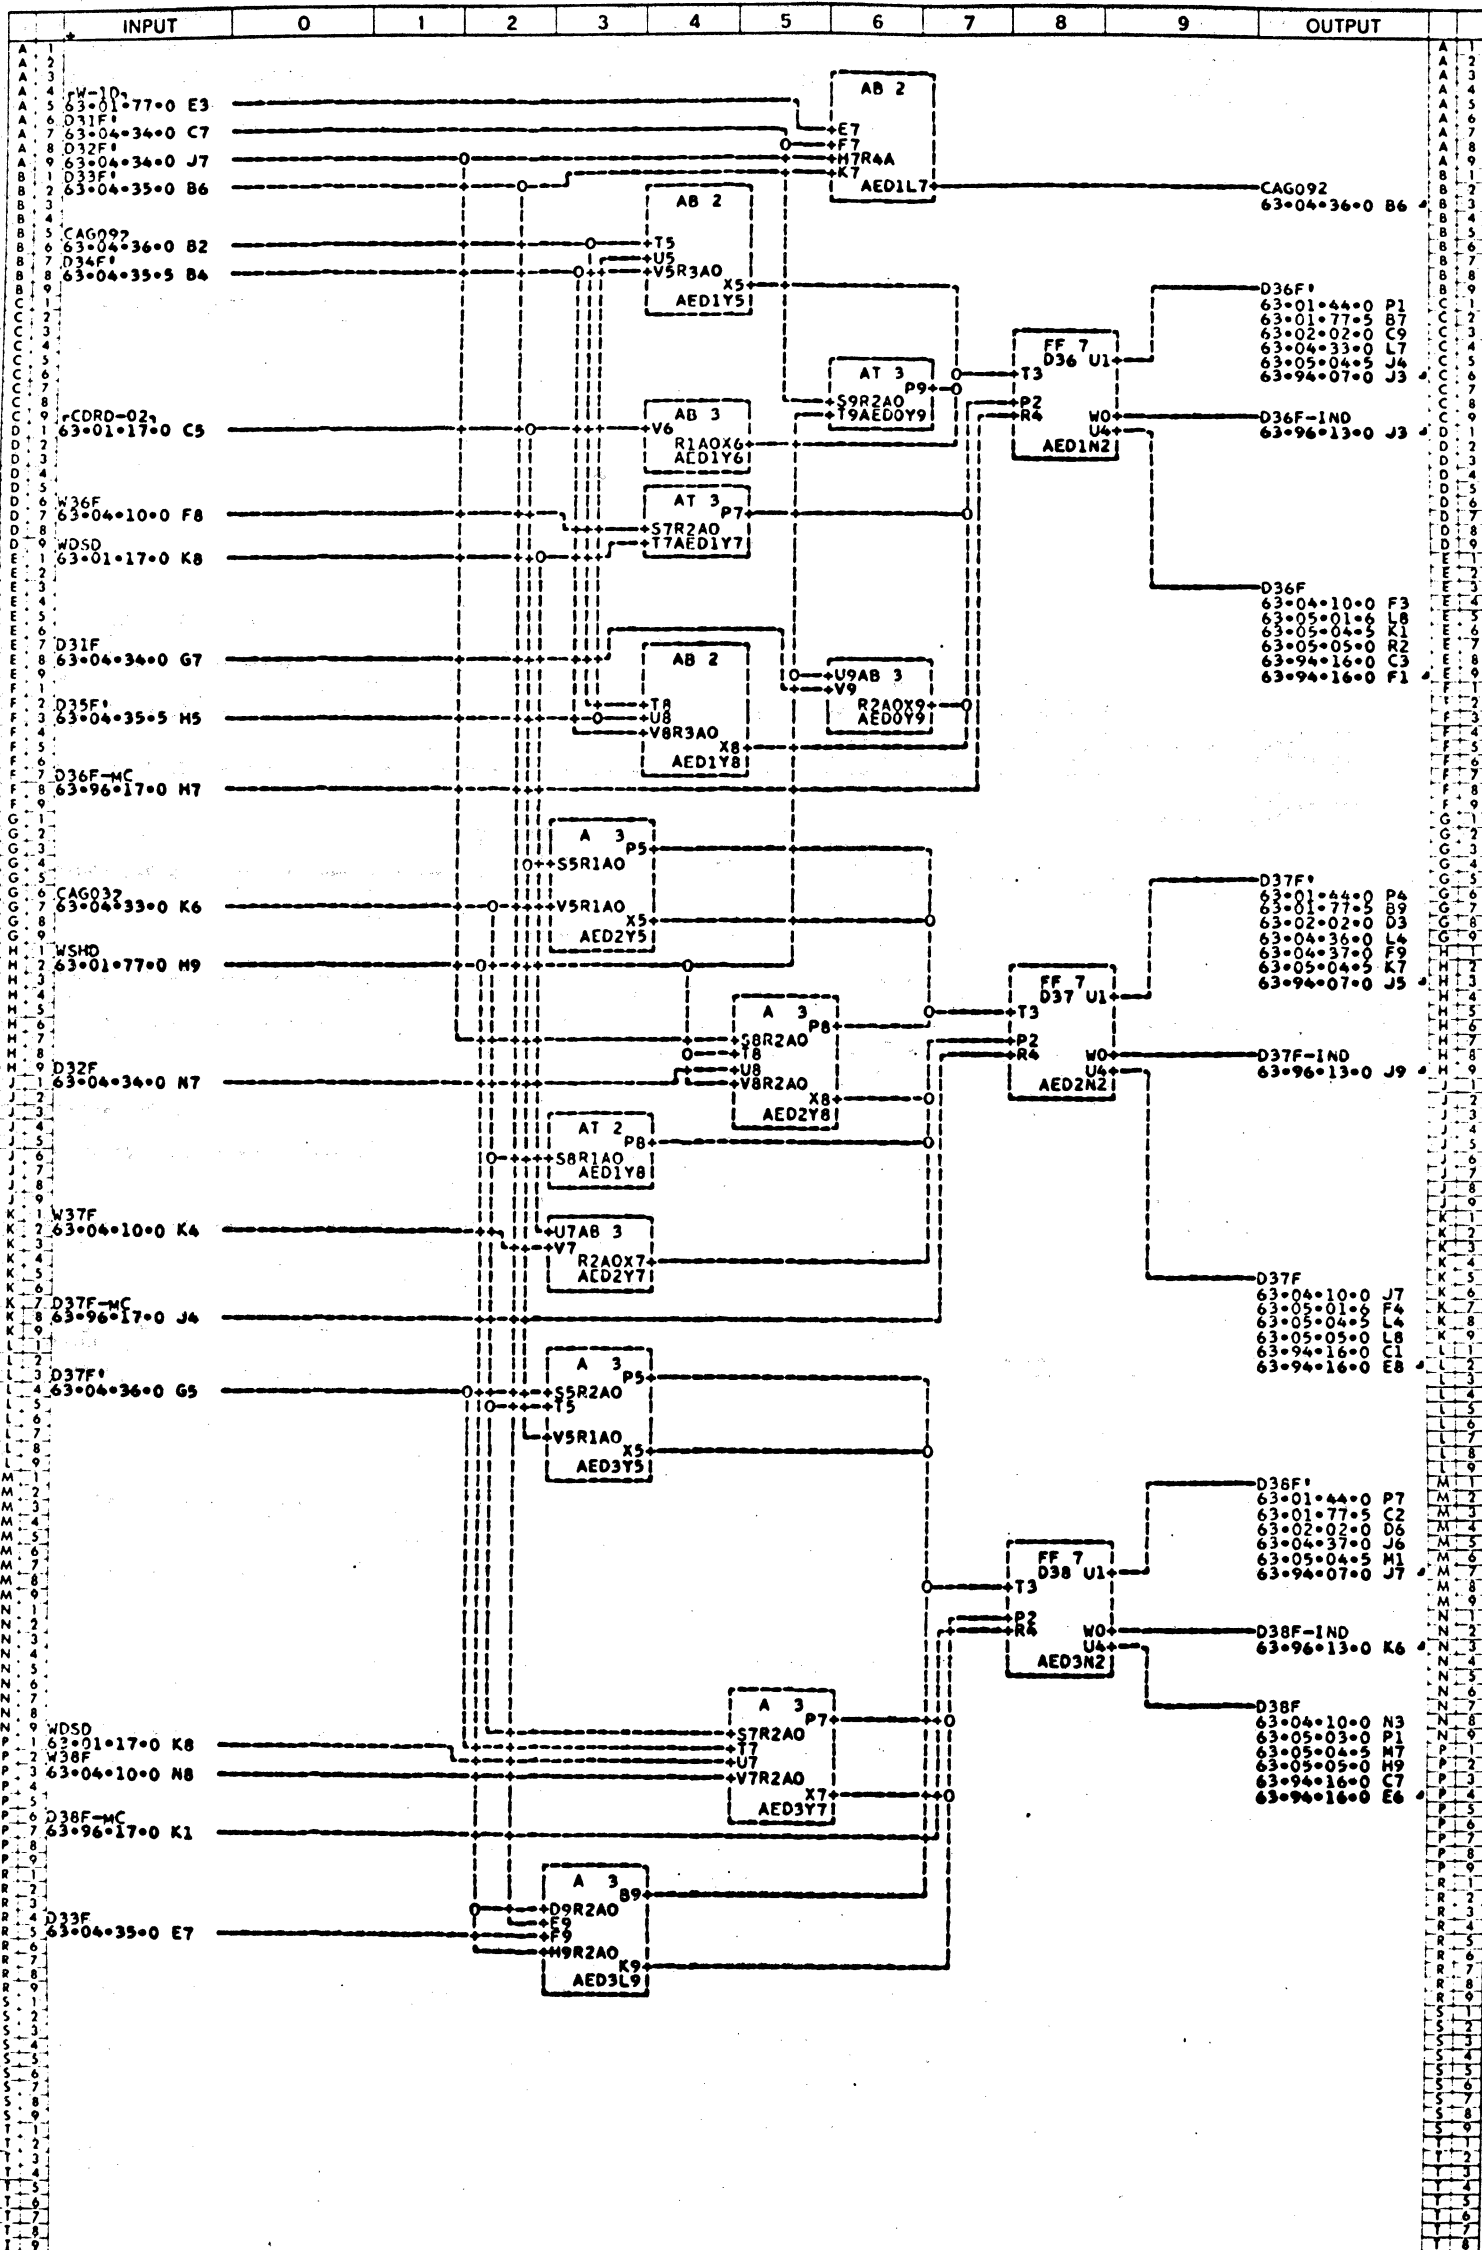 INPUT 0 1 2 3 4 5 6 7 8 9 OUTPUT
┌W-1D┐
63•01•77•0 E3
D31F'
63•04•34•0 C7
D32F'
63•04•34•0 J7
D33F'
63•04•35•0 B6
AB 2
E7
F7
H7R4A
K7
AED1L7
CAG092
63•04•36•0 B6
CAG092
63•04•36•0 B2
D34F'
63•04•35•5 B4
AB 2
T5
U5
V5R3AO
X5
AED1Y5
D36F'
63•01•44•0 P1
63•01•77•5 B7
63•02•02•0 C9
63•04•33•0 L7
63•05•04•5 J4
63•94•07•0 J3
FF 7
D36 U1
T3
P2
R4 W0
U4
AED1N2
AT 3
P9
S9R2AO
T9AED0Y9
┌CDRD-02┐
63•01•17•0 C5
AB 3
V6
R1AOX6
AED1Y6
D36F-IND
63•96•13•0 J3
W36F
63•04•10•0 F8
WDSD
63•01•17•0 K8
AT 3
P7
S7R2AO
T7AED1Y7
D36F
63•04•10•0 F3
63•05•01•6 L8
63•05•04•5 K1
63•05•05•0 R2
63•94•16•0 C3
63•94•16•0 F1
D31F
63•04•34•0 G7
D35F'
63•04•35•5 H5
AB 2
T8
U8
V8R3AO
X8
AED1Y8
U9AB 3
V9
R2AOX9
AED0Y9
D36F-MC
63•96•17•0 H7
A 3
P5
S5R1AO
V5R1AO
X5
AED2Y5
CAG032
63•04•33•0 K6
WSHD
63•01•77•0 H9
D37F'
63•01•44•0 P4
63•01•77•5 B9
63•02•02•0 D3
63•04•36•0 L4
63•04•37•0 F9
63•05•04•5 K7
63•94•07•0 J5
FF 7
D37 U1
T3
P2
R4 W0
U4
AED2N2
A 3
P8
S8R2AO
T8
U8
V8R2AO
X8
AED2Y8
D32F
63•04•34•0 N7
D37F-IND
63•96•13•0 J9
AT 2
P8
S8R1AO
AED1Y8
W37F
63•04•10•0 K4
U7AB 3
V7
R2AOX7
AED2Y7
D37F-MC
63•96•17•0 J4
D37F
63•04•10•0 J7
63•05•01•6 F4
63•05•04•5 L4
63•05•05•0 L8
63•94•16•0 C1
63•94•16•0 E8
D37F'
63•04•36•0 G5
A 3
P5
S5R2AO
T5
V5R1AO
X5
AED3Y5
D38F'
63•01•44•0 P7
63•01•77•5 C2
63•02•02•0 D6
63•04•37•0 J6
63•05•04•5 M1
63•94•07•0 J7
FF 7
D38 U1
T3
P2
R4 W0
U4
AED3N2
D38F-IND
63•96•13•0 K6
A 3
P7
S7R2AO
T7
U7
V7R2AO
X7
AED3Y7
WDSD
63•01•17•0 K8
W38F
63•04•10•0 N8
D38F
63•04•10•0 N3
63•05•03•0 P1
63•05•04•5 M7
63•05•05•0 H9
63•94•16•0 C7
63•94•16•0 E6
D38F-MC
63•96•17•0 K1
A 3
B9
D9R2AO
E9
F9
H9R2AO
K9
AED3L9
D33F
63•04•35•0 E7